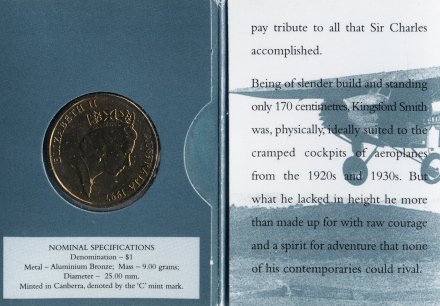 ELIZABETH II
AUSTRALIA 1997
NOMINAL SPECIFICATIONS
Denomination – $1
Metal – Aluminium Bronze; Mass – 9.00 grams;
Diameter – 25.00 mm.
Minted in Canberra, denoted by the 'C' mint mark.
pay tribute to all that Sir Charles
accomplished.
Being of slender build and standing
only 170 centimetres, Kingsford Smith
was, physically, ideally suited to the
cramped cockpits of aeroplanes
from the 1920s and 1930s. But
what he lacked in height he more
than made up for with raw courage
and a spirit for adventure that none
of his contemporaries could rival.